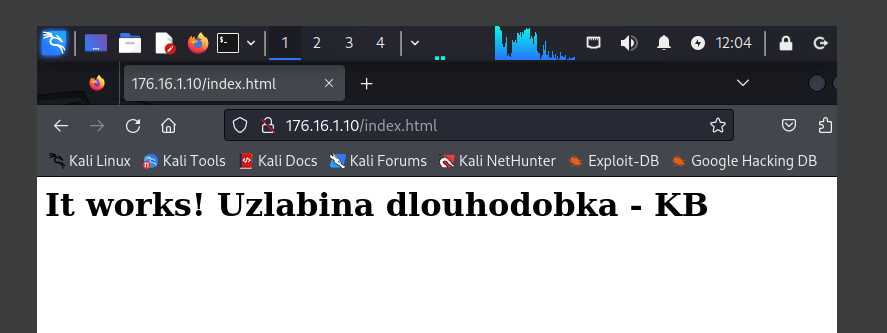 1 2 3 4 12:04
176.16.1.10/index.html
176.16.1.10/index.html
Kali Linux Kali Tools Kali Docs Kali Forums Kali NetHunter Exploit-DB Google Hacking DB
It works! Uzlabina dlouhodobka - KB